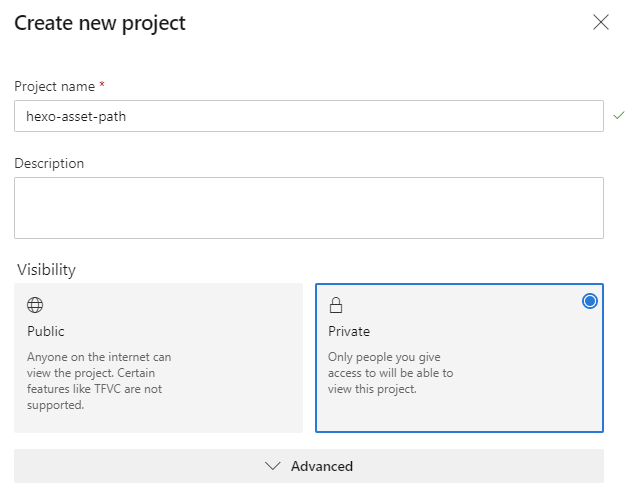 Create new project
Project name *
hexo-asset-path
Description
Visibility
Public
Anyone on the internet can
view the project. Certain
features like TFVC are not
supported.
Private
Only people you give
access to will be able to
view this project.
Advanced